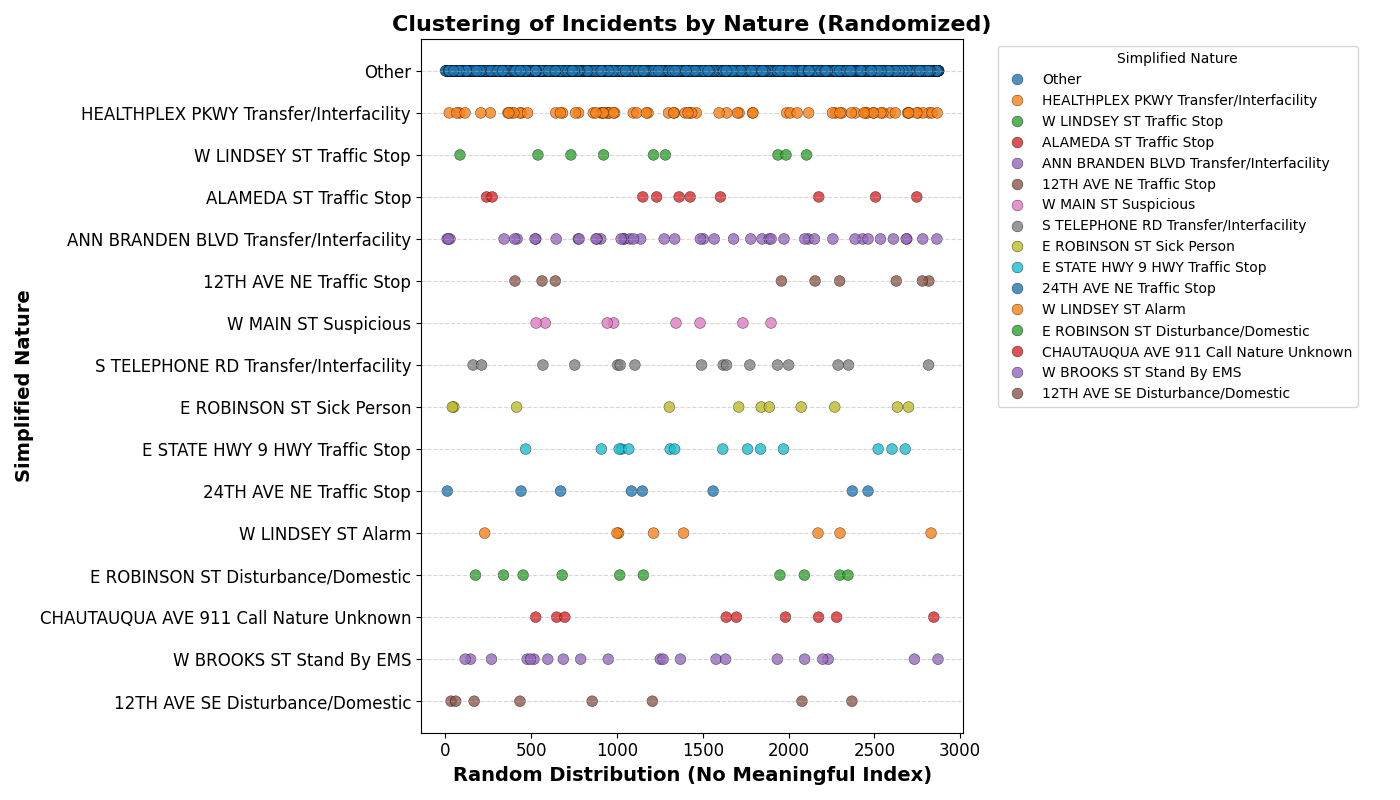 Clustering of Incidents by Nature (Randomized)
Simplified Nature
Other
HEALTHPLEX PKWY Transfer/Interfacility
W LINDSEY ST Traffic Stop
ALAMEDA ST Traffic Stop
ANN BRANDEN BLVD Transfer/Interfacility
12TH AVE NE Traffic Stop
W MAIN ST Suspicious
S TELEPHONE RD Transfer/Interfacility
E ROBINSON ST Sick Person
E STATE HWY 9 HWY Traffic Stop
24TH AVE NE Traffic Stop
W LINDSEY ST Alarm
E ROBINSON ST Disturbance/Domestic
CHAUTAUQUA AVE 911 Call Nature Unknown
W BROOKS ST Stand By EMS
12TH AVE SE Disturbance/Domestic
0 500 1000 1500 2000 2500 3000
Random Distribution (No Meaningful Index)
Simplified Nature
Other
HEALTHPLEX PKWY Transfer/Interfacility
W LINDSEY ST Traffic Stop
ALAMEDA ST Traffic Stop
ANN BRANDEN BLVD Transfer/Interfacility
12TH AVE NE Traffic Stop
W MAIN ST Suspicious
S TELEPHONE RD Transfer/Interfacility
E ROBINSON ST Sick Person
E STATE HWY 9 HWY Traffic Stop
24TH AVE NE Traffic Stop
W LINDSEY ST Alarm
E ROBINSON ST Disturbance/Domestic
CHAUTAUQUA AVE 911 Call Nature Unknown
W BROOKS ST Stand By EMS
12TH AVE SE Disturbance/Domestic